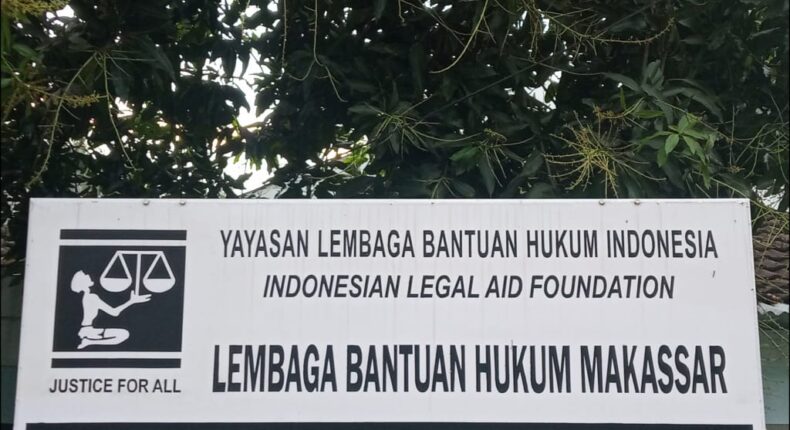 YAYASAN LEMBAGA BANTUAN HUKUM INDONESIA
INDONESIAN LEGAL AID FOUNDATION
LEMBAGA BANTUAN HUKUM MAKASSAR
JUSTICE FOR ALL